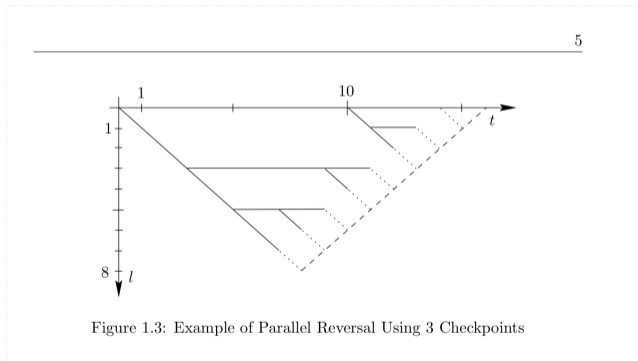 5
1 10
t
1
8 l
Figure 1.3: Example of Parallel Reversal Using 3 Checkpoints